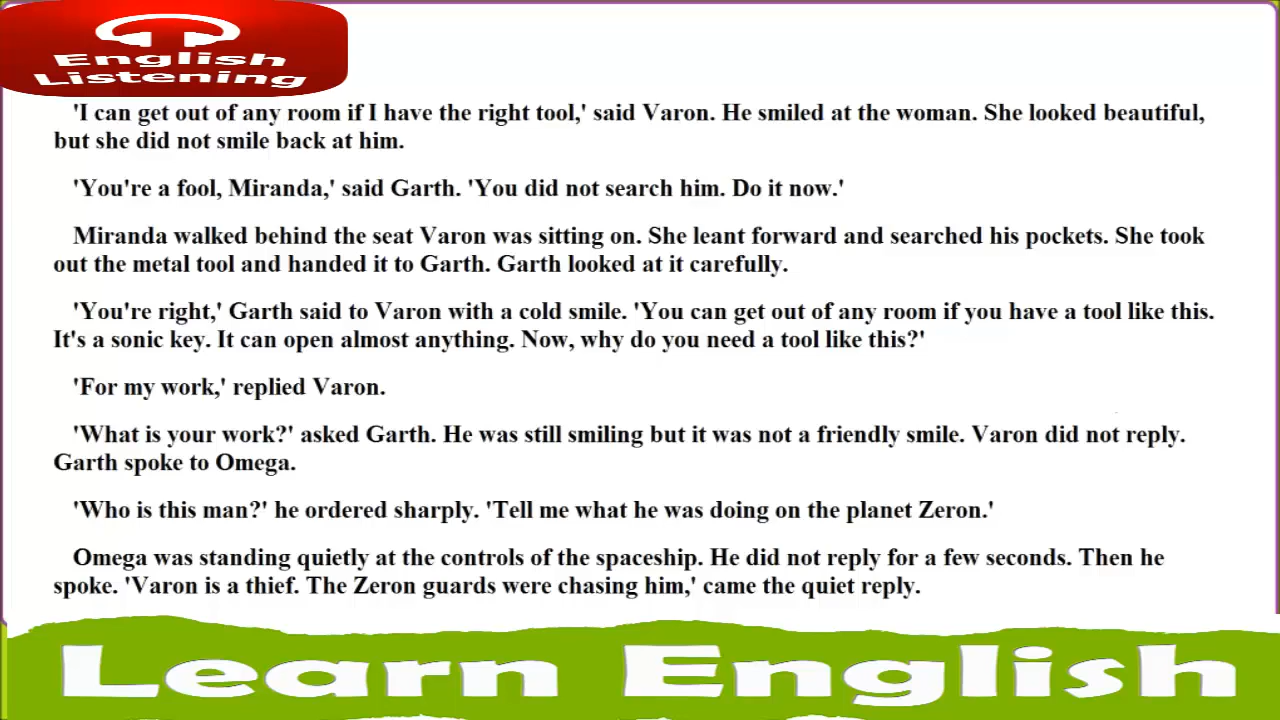 English
Listening
'I can get out of any room if I have the right tool,' said Varon. He smiled at the woman. She looked beautiful,
but she did not smile back at him.
'You're a fool, Miranda,' said Garth. 'You did not search him. Do it now.'
Miranda walked behind the seat Varon was sitting on. She leant forward and searched his pockets. She took
out the metal tool and handed it to Garth. Garth looked at it carefully.
'You're right,' Garth said to Varon with a cold smile. 'You can get out of any room if you have a tool like this.
It's a sonic key. It can open almost anything. Now, why do you need a tool like this?'
'For my work,' replied Varon.
'What is your work?' asked Garth. He was still smiling but it was not a friendly smile. Varon did not reply.
Garth spoke to Omega.
'Who is this man?' he ordered sharply. 'Tell me what he was doing on the planet Zeron.'
Omega was standing quietly at the controls of the spaceship. He did not reply for a few seconds. Then he
spoke. 'Varon is a thief. The Zeron guards were chasing him,' came the quiet reply.
Learn English